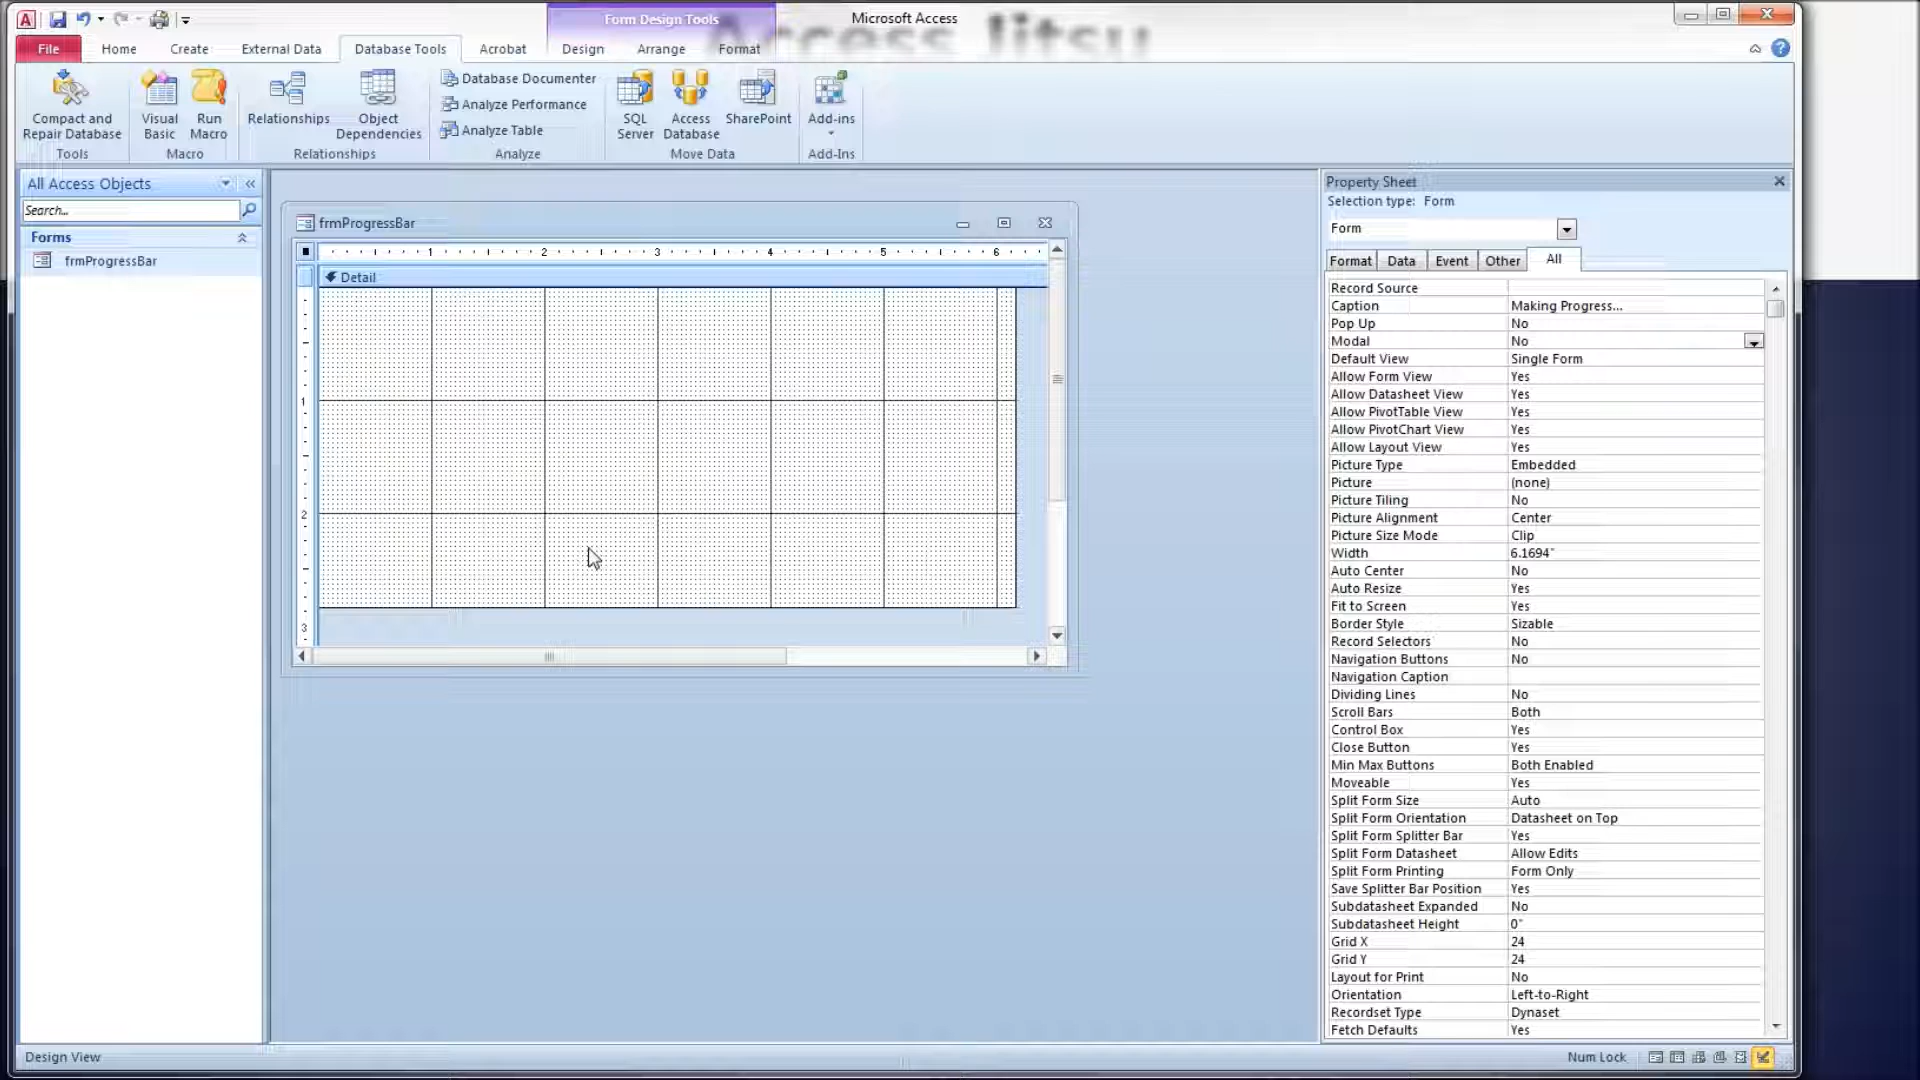 Form Design Tools
Microsoft Access
Access Jitsu
File Home Create External Data Database Tools Acrobat Design Arrange Format
Compact and Repair Database
Visual Basic
Run Macro
Relationships
Object Dependencies
Database Documenter
Analyze Performance
Analyze Table
SQL Server
Access Database
SharePoint
Add-ins
Tools Macro Relationships Analyze Move Data Add-Ins
All Access Objects
Search...
Forms
frmProgressBar
frmProgressBar
1 2 3 4 5 6
Detail
1
2
3
Property Sheet
Selection type: Form
Form
Format Data Event Other All
Record Source
Caption Making Progress...
Pop Up No
Modal No
Default View Single Form
Allow Form View Yes
Allow Datasheet View Yes
Allow PivotTable View Yes
Allow PivotChart View Yes
Allow Layout View Yes
Picture Type Embedded
Picture (none)
Picture Tiling No
Picture Alignment Center
Picture Size Mode Clip
Width 6.1694"
Auto Center No
Auto Resize Yes
Fit to Screen Yes
Border Style Sizable
Record Selectors No
Navigation Buttons No
Navigation Caption
Dividing Lines No
Scroll Bars Both
Control Box Yes
Close Button Yes
Min Max Buttons Both Enabled
Moveable Yes
Split Form Size Auto
Split Form Orientation Datasheet on Top
Split Form Splitter Bar Yes
Split Form Datasheet Allow Edits
Split Form Printing Form Only
Save Splitter Bar Position Yes
Subdatasheet Expanded No
Subdatasheet Height 0"
Grid X 24
Grid Y 24
Layout for Print No
Orientation Left-to-Right
Recordset Type Dynaset
Fetch Defaults Yes
Design View
Num Lock